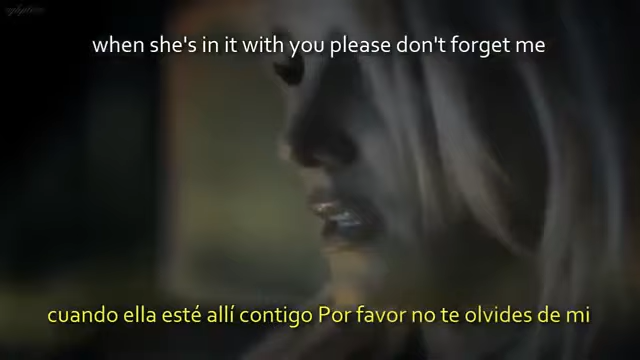 when she's in it with you please don't forget me
cuando ella esté allí contigo Por favor no te olvides de mi